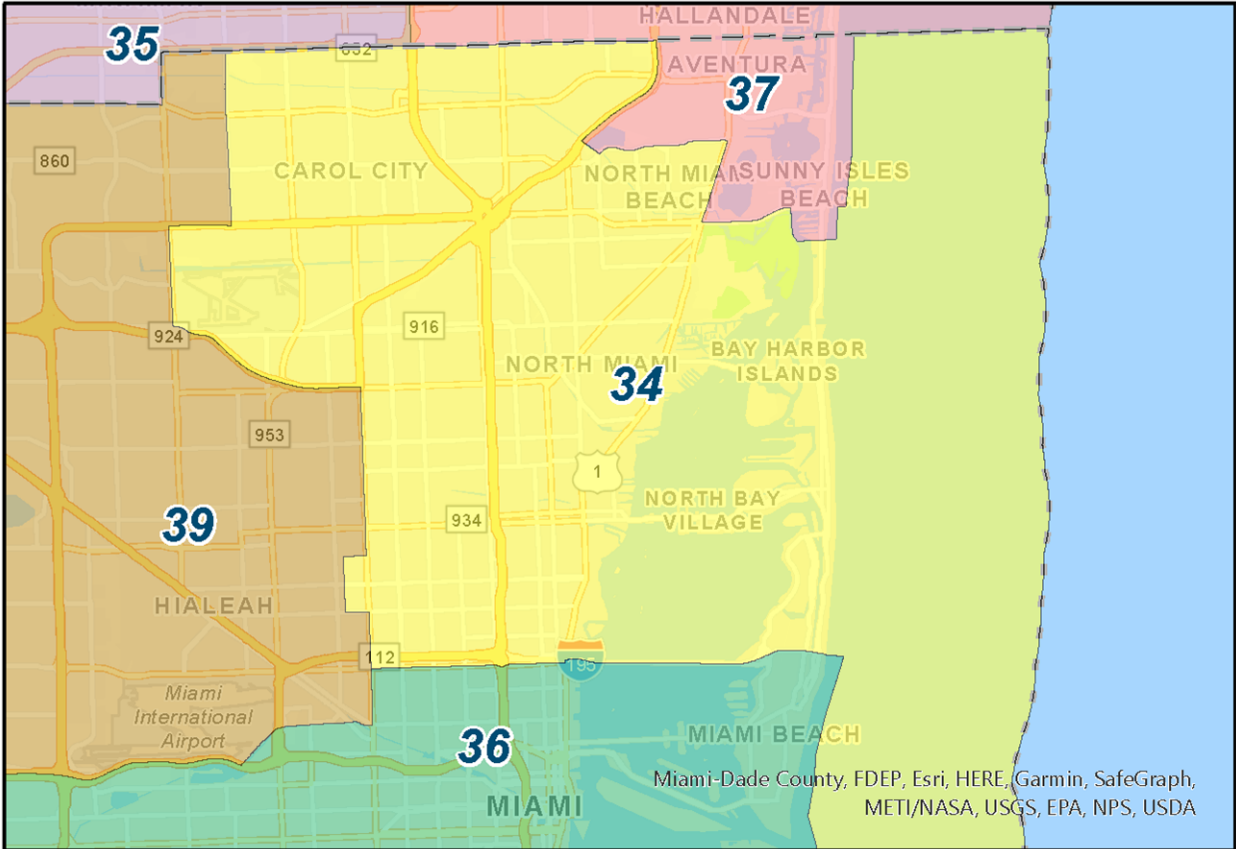 HALLANDALE
35
852
AVENTURA
37
860
CAROL CITY
NORTH MIAMI
BEACH
SUNNY ISLES
BEACH
924
916
NORTH MIAMI
BAY HARBOR
ISLANDS
34
953
1
NORTH BAY
VILLAGE
934
39
HIALEAH
112
195
Miami
International
Airport
36
MIAMI BEACH
Miami-Dade County, FDEP, Esri, HERE, Garmin, SafeGraph,
METI/NASA, USGS, EPA, NPS, USDA
MIAMI